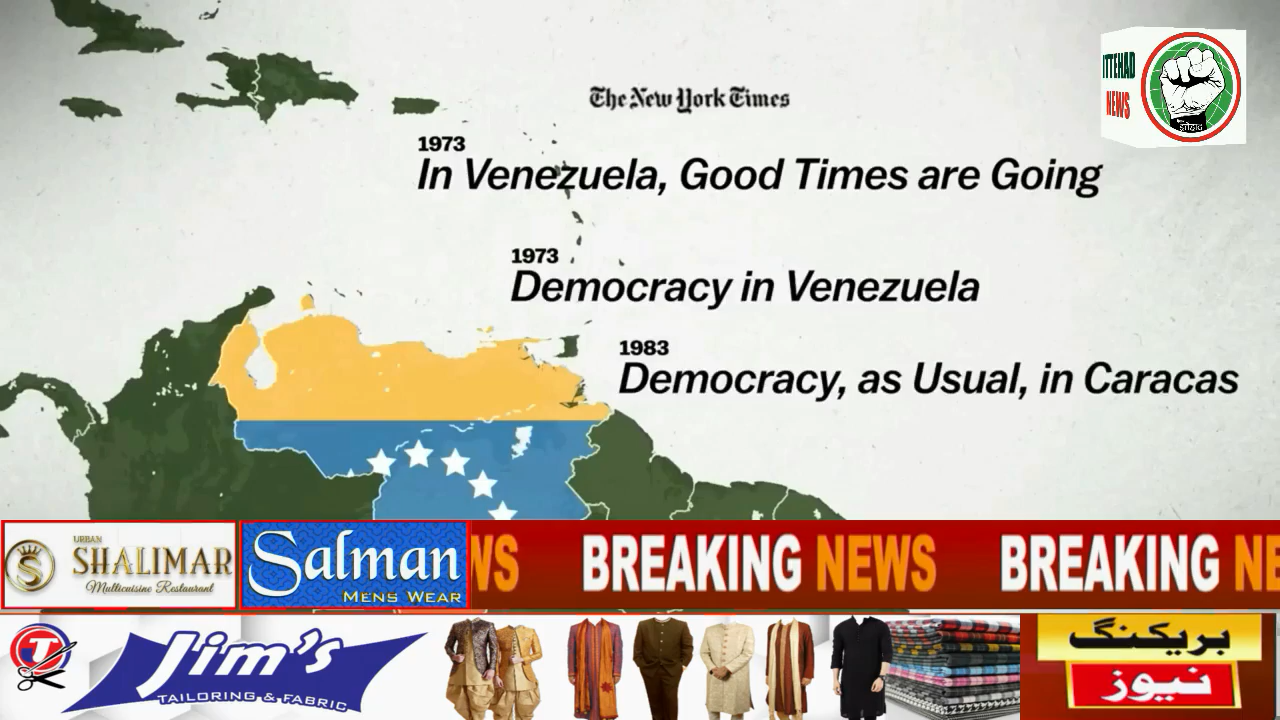 The New York Times
ITTEHAD
NEWS
1973
In Venezuela, Good Times are Going
1973
Democracy in Venezuela
1983
Democracy, as Usual, in Caracas
URBAN
SHALIMAR
Multicuisine Restaurant
Salman
MENS WEAR
WS BREAKING NEWS BREAKING NE
T
Jim's
TAILORING & FABRIC
بریکنگ
نیوز